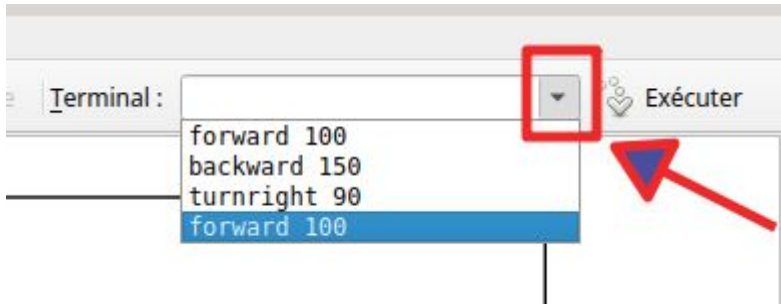 Terminal : Exécuter
forward 100
backward 150
turnright 90
forward 100